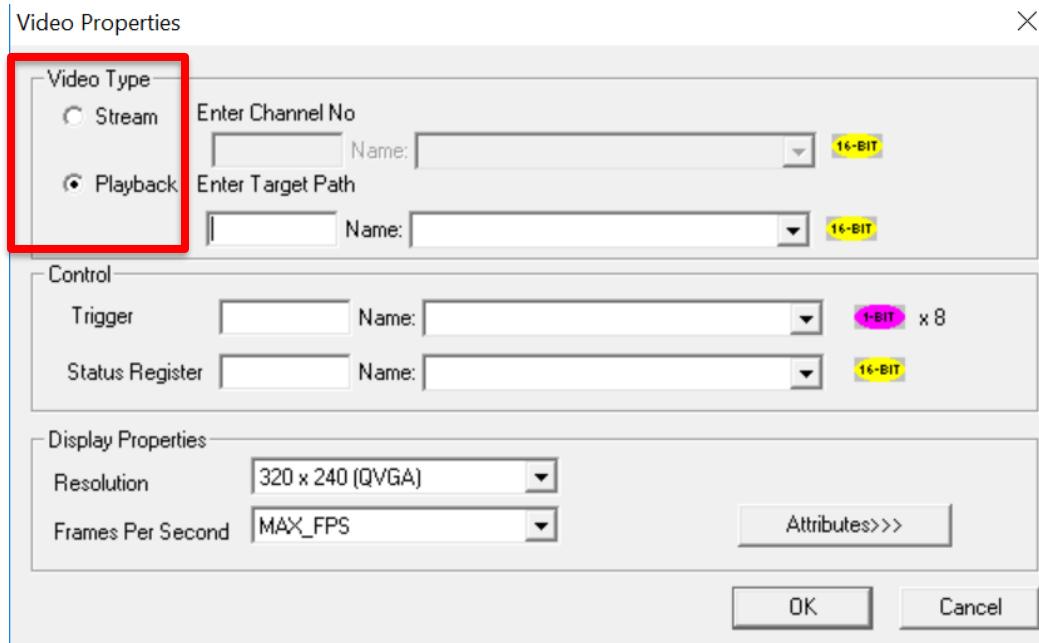 Video Properties
Video Type
Stream
Enter Channel No
Name:
16-BIT
Playback
Enter Target Path
Name:
16-BIT
Control
Trigger
Name:
1-BIT x 8
Status Register
Name:
16-BIT
Display Properties
Resolution
320 x 240 (QVGA)
Frames Per Second
MAX_FPS
Attributes>>>
OK
Cancel